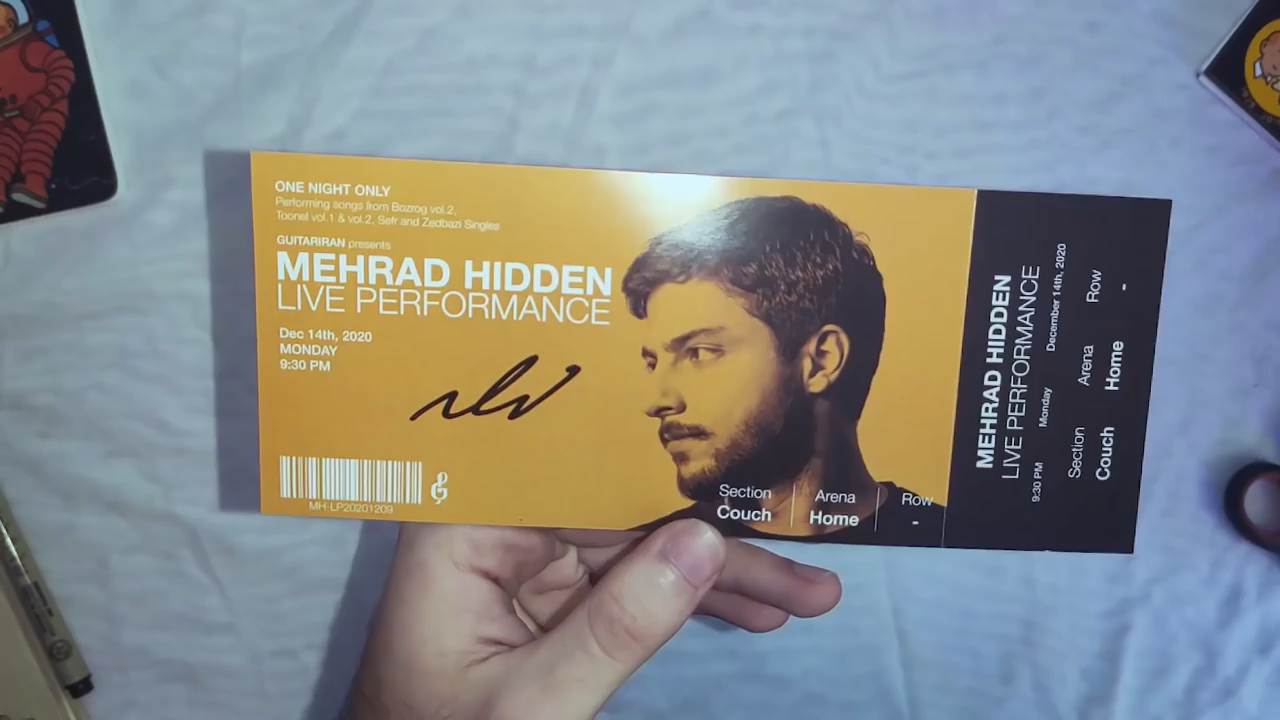 ONE NIGHT ONLY
Performing songs from Bozrog vol.2,
Toonel vol.1 & vol.2, Sefr and Zedbazi Singles
GUITARIRAN presents
MEHRAD HIDDEN
LIVE PERFORMANCE
Dec 14th, 2020
MONDAY
9:30 PM
MH-LP20201209
Section
Couch
Arena
Home
Row
-
MEHRAD HIDDEN
LIVE PERFORMANCE
9:30 PM Monday December 14th, 2020
Section Arena Row
Couch Home -